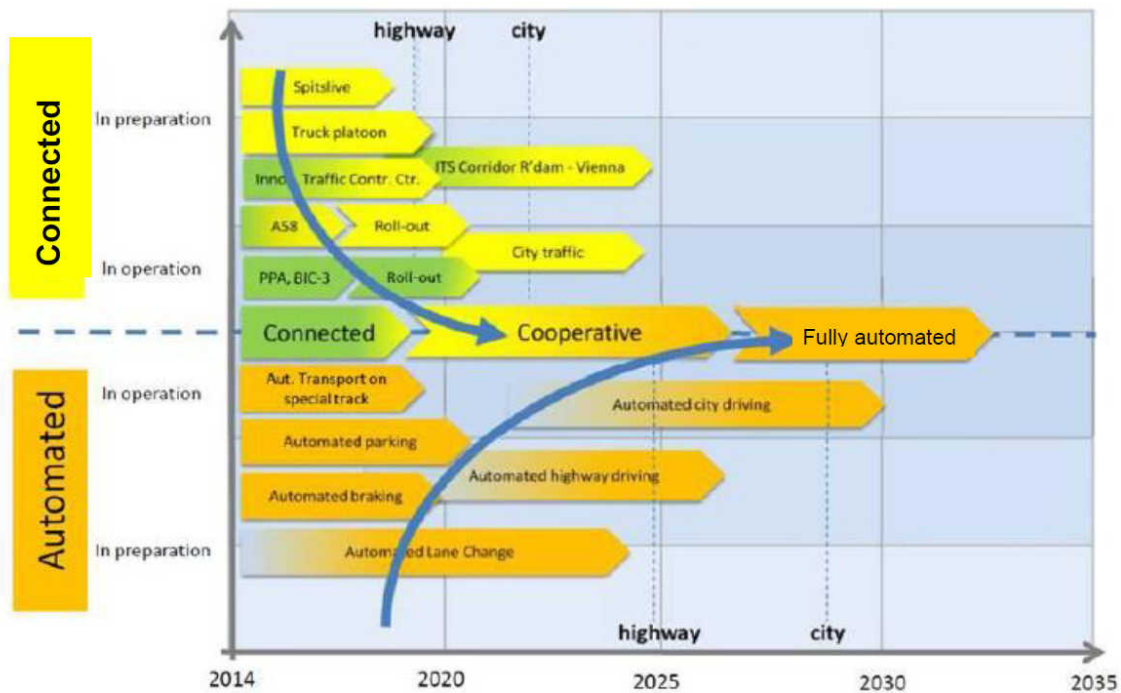 highway
city
Connected
In preparation
Spitslive
Truck platoon
ITS Corridor R'dam - Vienna
Inno
Traffic Contr. Ctr.
A58
Roll-out
In operation
City traffic
PPA, BIC-3
Roll-out
Connected
Cooperative
Fully automated
Automated
In operation
Aut. Transport on
special track
Automated city driving
Automated parking
Automated highway driving
Automated braking
In preparation
Automated Lane Change
highway
city
2014
2020
2025
2030
2035